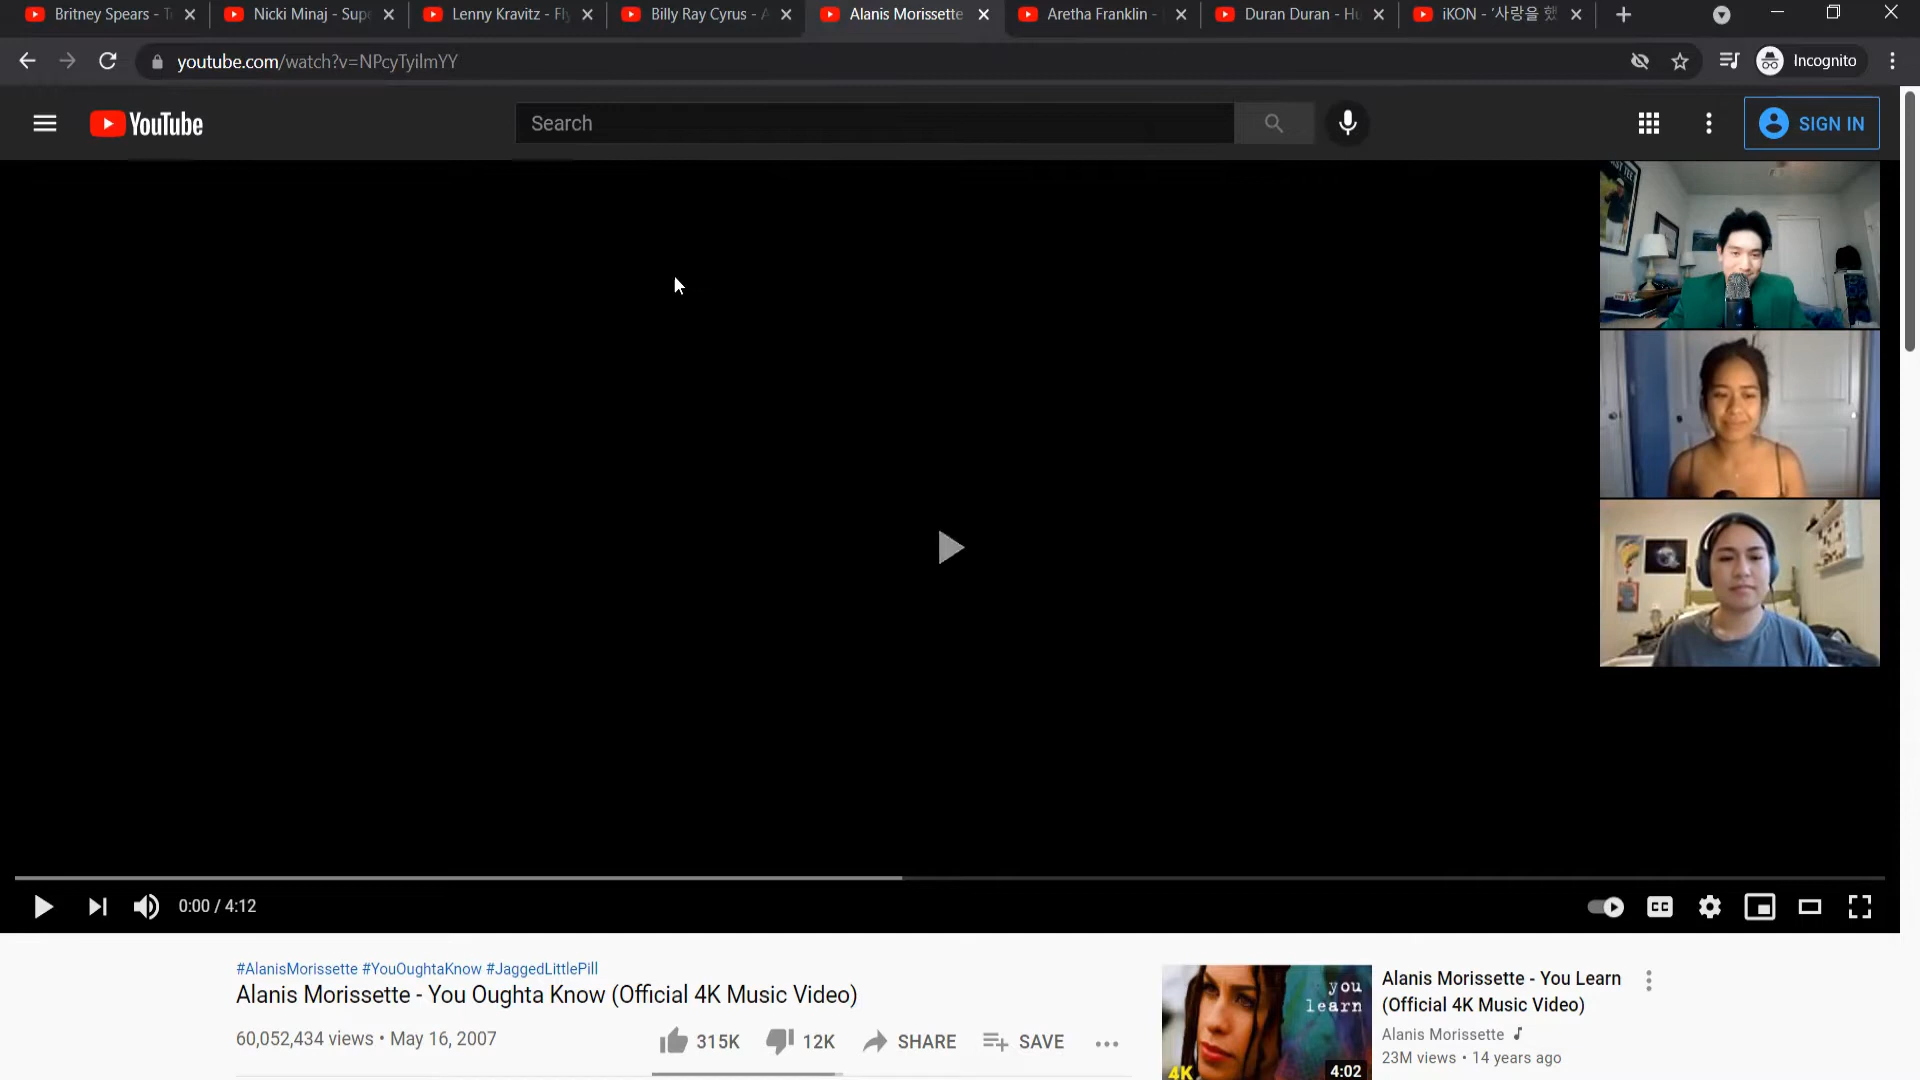 Britney Spears - T
Nicki Minaj - Sup
Lenny Kravitz - Fl
Billy Ray Cyrus - A
Alanis Morissette
Aretha Franklin -
Duran Duran - Hu
iKON - '사랑을 했
youtube.com/watch?v=NPcyTyilmYY
Incognito
YouTube
Search
SIGN IN
0:00 / 4:12
CC
#AlanisMorissette #YouOughtaKnow #JaggedLittlePill
Alanis Morissette - You Oughta Know (Official 4K Music Video)
60,052,434 views • May 16, 2007
315K
12K
SHARE
SAVE
you
learn
4K
4:02
Alanis Morissette - You Learn
(Official 4K Music Video)
Alanis Morissette
23M views • 14 years ago